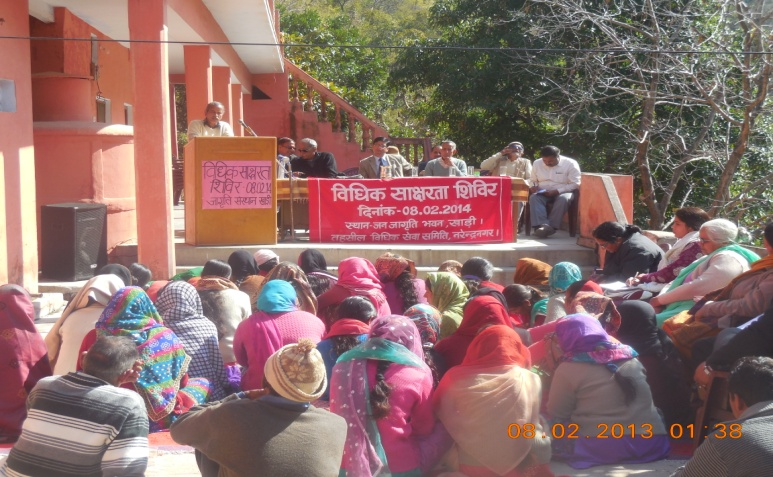 विधिक साक्षरता
शिविर 08.02.14
जागृति संस्थान खाड़ी
विधिक साक्षरता शिविर
दिनांक-08.02.2014
स्थान-जन जागृति भवन, खाड़ी ।
तहसील विधिक सेवा समिति, नरेन्द्रनगर ।
08.02.2013 01:38